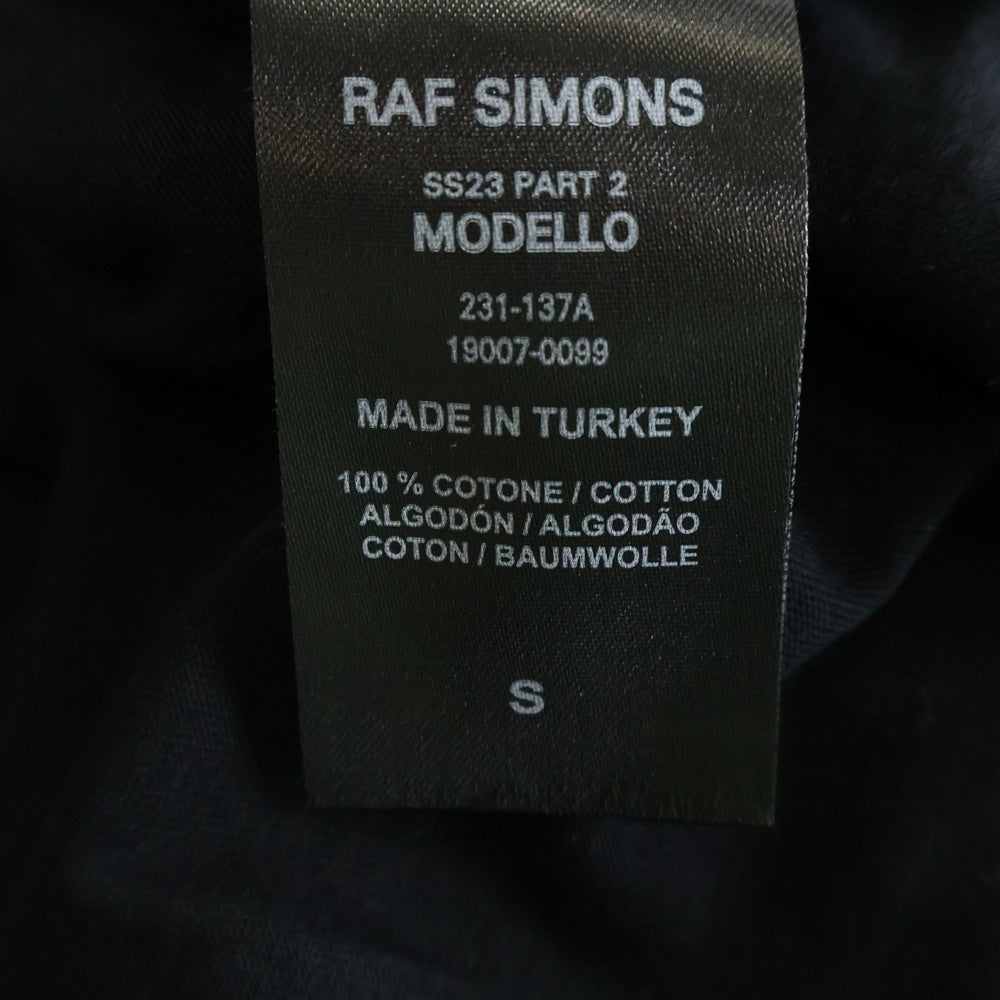 RAF SIMONS
SS23 PART 2
MODELLO
231-137A
19007-0099
MADE IN TURKEY
100 % COTONE / COTTON
ALGODÓN / ALGODÃO
COTON / BAUMWOLLE
S